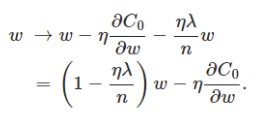 w → w − η ∂C₀/∂w − ηλ/n w
= (1 − ηλ/n) w − η ∂C₀/∂w.